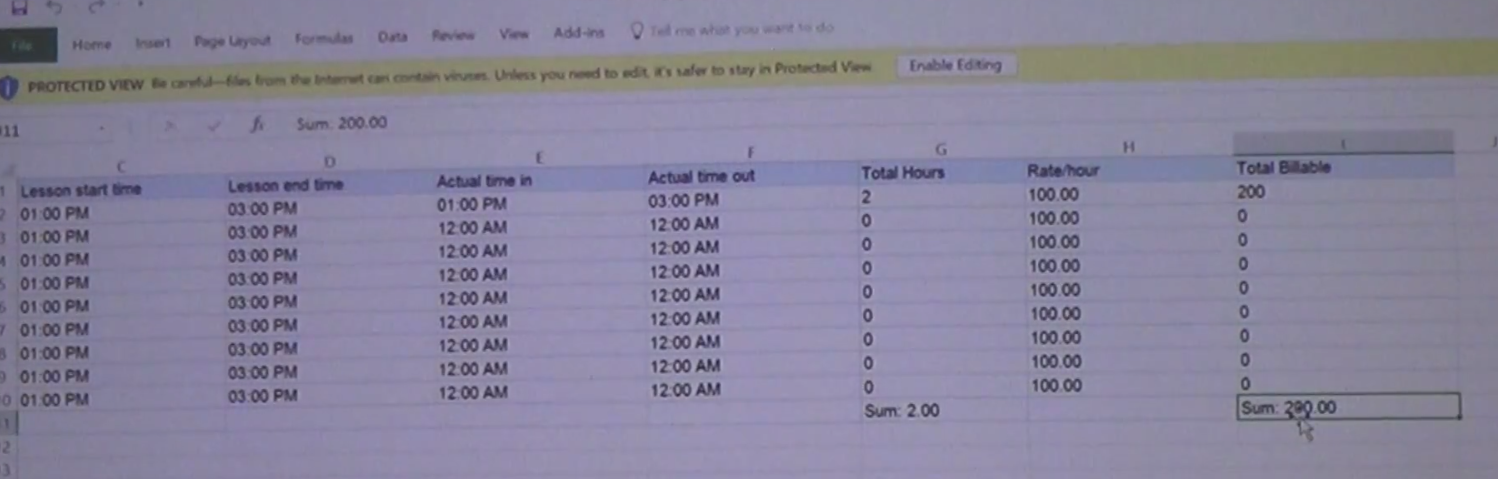 File Home Insert Page Layout Formulas Data Review View Add-ins Tell me what you want to do
PROTECTED VIEW Be careful—files from the Internet can contain viruses. Unless you need to edit, it's safer to stay in Protected View. Enable Editing
fx Sum: 200.00
C D E F G H I J
1 Lesson start time Lesson end time Actual time in Actual time out Total Hours Rate/hour Total Billable
2 01:00 PM 03:00 PM 01:00 PM 03:00 PM 2 100.00 200
3 01:00 PM 03:00 PM 12:00 AM 12:00 AM 0 100.00 0
4 01:00 PM 03:00 PM 12:00 AM 12:00 AM 0 100.00 0
5 01:00 PM 03:00 PM 12:00 AM 12:00 AM 0 100.00 0
6 01:00 PM 03:00 PM 12:00 AM 12:00 AM 0 100.00 0
7 01:00 PM 03:00 PM 12:00 AM 12:00 AM 0 100.00 0
8 01:00 PM 03:00 PM 12:00 AM 12:00 AM 0 100.00 0
9 01:00 PM 03:00 PM 12:00 AM 12:00 AM 0 100.00 0
0 01:00 PM 03:00 PM 12:00 AM 12:00 AM 0 100.00 0
1 Sum: 2.00 Sum: 200.00
2
3